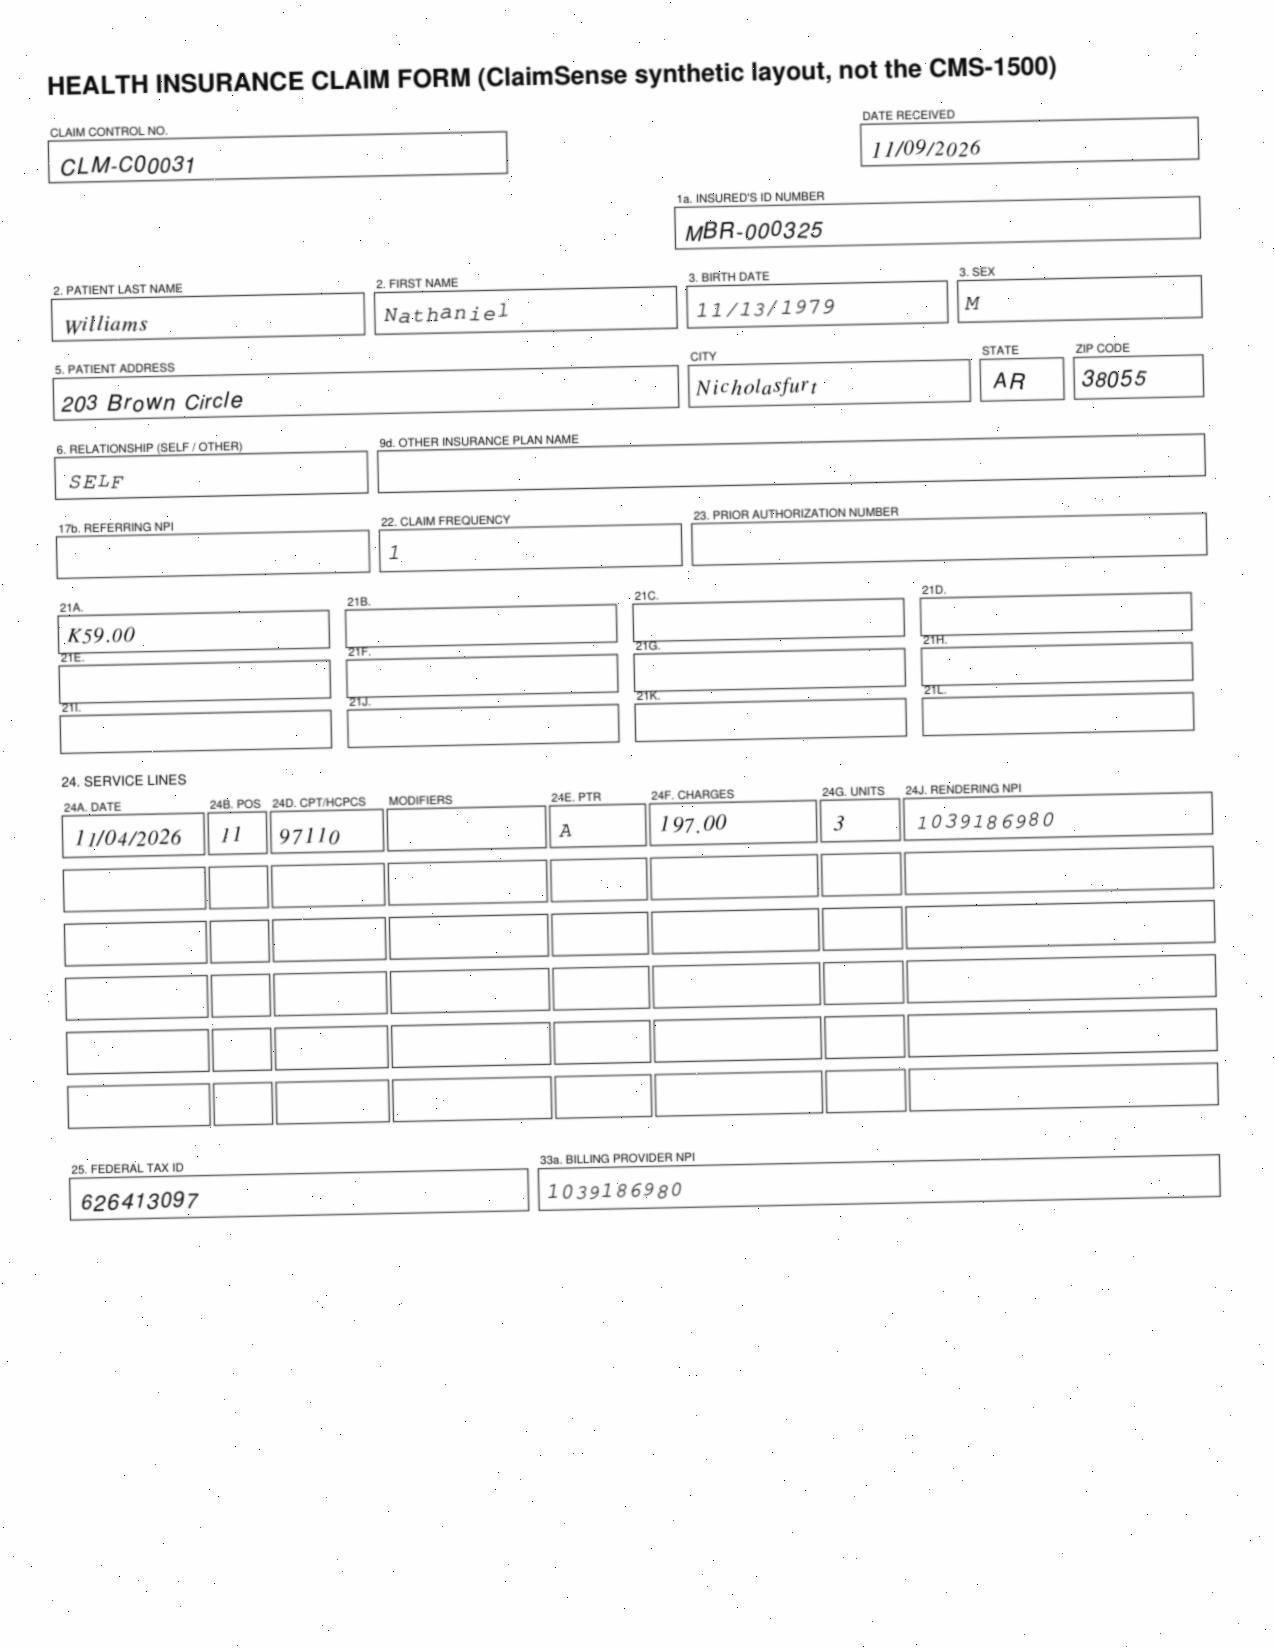 HEALTH INSURANCE CLAIM FORM (ClaimSense synthetic layout, not the CMS-1500)
CLAIM CONTROL NO. DATE RECEIVED
CLM-C00031 11/09/2026
1a. INSURED'S ID NUMBER
MBR-000325
2. PATIENT LAST NAME 2. FIRST NAME 3. BIRTH DATE 3. SEX
Williams Nathaniel 11/13/1979 M
5. PATIENT ADDRESS CITY STATE ZIP CODE
203 Brown Circle Nicholasfurt AR 38055
6. RELATIONSHIP (SELF / OTHER) 9d. OTHER INSURANCE PLAN NAME
SELF
17b. REFERRING NPI 22. CLAIM FREQUENCY 23. PRIOR AUTHORIZATION NUMBER
1
21A. 21B. 21C. 21D.
K59.00
21E. 21F. 21G. 21H.
21I. 21J. 21K. 21L.
24. SERVICE LINES
24A. DATE 24B. POS 24D. CPT/HCPCS MODIFIERS 24E. PTR 24F. CHARGES 24G. UNITS 24J. RENDERING NPI
11/04/2026 11 97110 A 197.00 3 1039186980
25. FEDERAL TAX ID 33a. BILLING PROVIDER NPI
626413097 1039186980